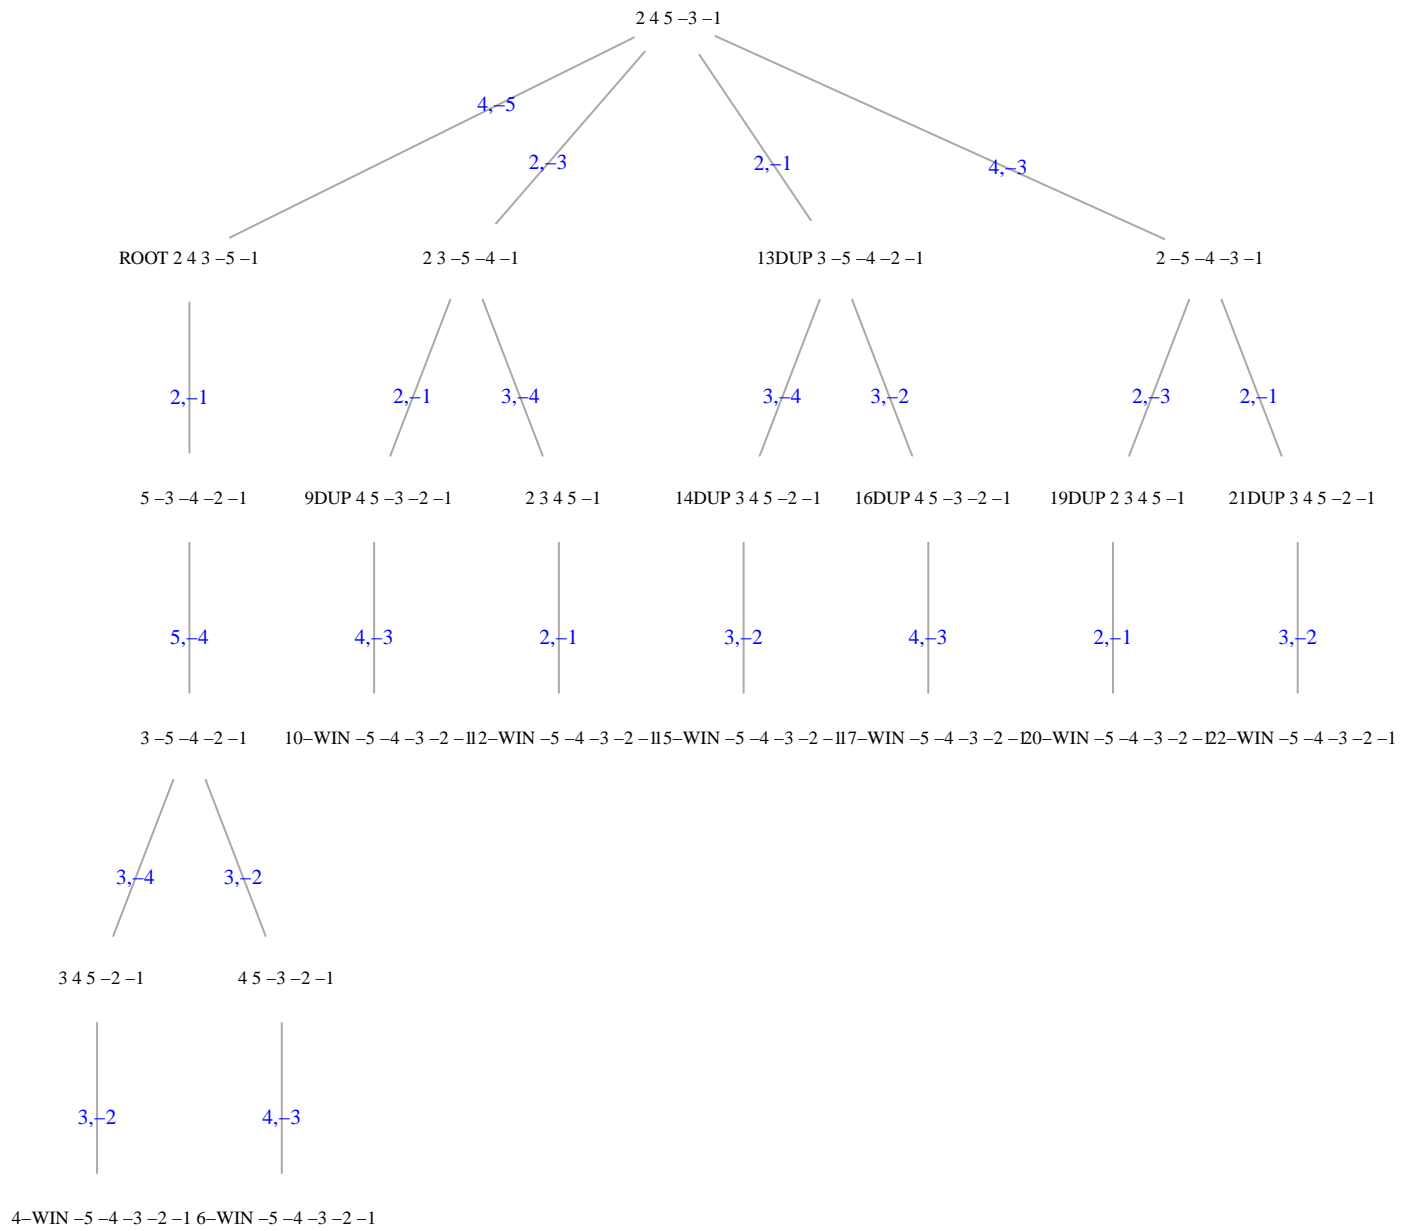 2 4 5 –3 –1
4,–5
2,–3
2,–1
4,–3
ROOT 2 4 3 –5 –1
2 3 –5 –4 –1
13DUP 3 –5 –4 –2 –1
2 –5 –4 –3 –1
2,–1
2,–1
3,–4
3,–4
3,–2
2,–3
2,–1
5 –3 –4 –2 –1
9DUP 4 5 –3 –2 –1
2 3 4 5 –1
14DUP 3 4 5 –2 –1
16DUP 4 5 –3 –2 –1
19DUP 2 3 4 5 –1
21DUP 3 4 5 –2 –1
5,–4
4,–3
2,–1
3,–2
4,–3
2,–1
3,–2
3 –5 –4 –2 –1
10–WIN –5 –4 –3 –2 –1
12–WIN –5 –4 –3 –2 –1
15–WIN –5 –4 –3 –2 –1
17–WIN –5 –4 –3 –2 –1
20–WIN –5 –4 –3 –2 –1
22–WIN –5 –4 –3 –2 –1
3,–4
3,–2
3 4 5 –2 –1
4 5 –3 –2 –1
3,–2
4,–3
4–WIN –5 –4 –3 –2 –1
6–WIN –5 –4 –3 –2 –1